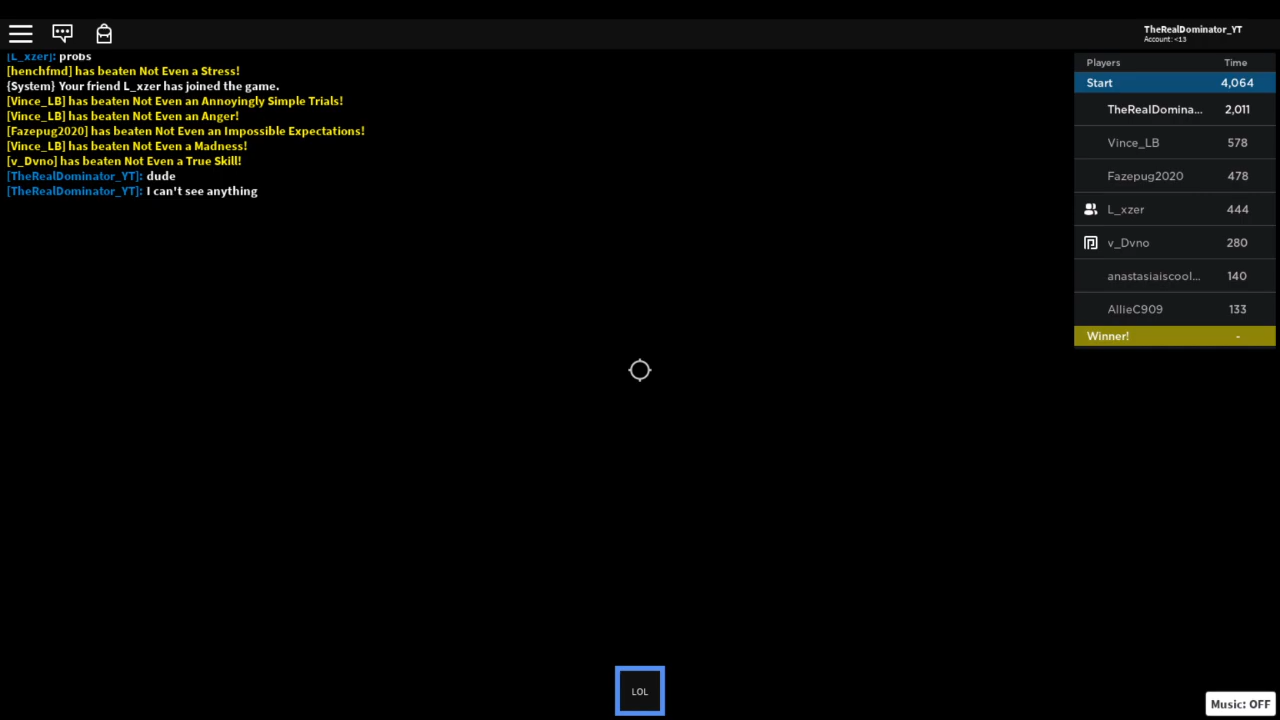 TheRealDominator_YT
Account: <13
[L_xzer]: probs
[henchfmd] has beaten Not Even a Stress!
{System} Your friend L_xzer has joined the game.
[Vince_LB] has beaten Not Even an Annoyingly Simple Trials!
[Vince_LB] has beaten Not Even an Anger!
[Fazepug2020] has beaten Not Even an Impossible Expectations!
[Vince_LB] has beaten Not Even a Madness!
[v_Dvno] has beaten Not Even a True Skill!
[TheRealDominator_YT]: dude
[TheRealDominator_YT]: I can't see anything
Players Time
Start 4,064
TheRealDomina... 2,011
Vince_LB 578
Fazepug2020 478
L_xzer 444
v_Dvno 280
anastasiaiscool... 140
AllieC909 133
Winner! -
LOL
Music: OFF